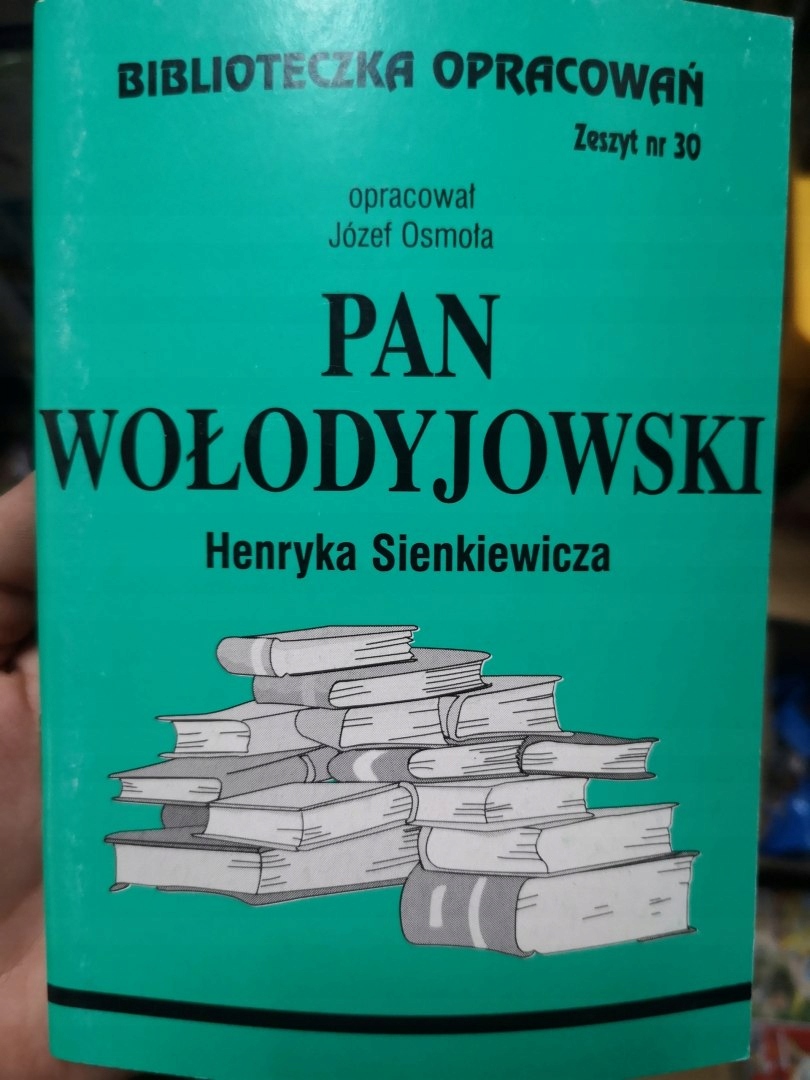 BIBLIOTECZKA OPRACOWAŃ
Zeszyt nr 30
opracował
Józef Osmoła
PAN
WOŁODYJOWSKI
Henryka Sienkiewicza